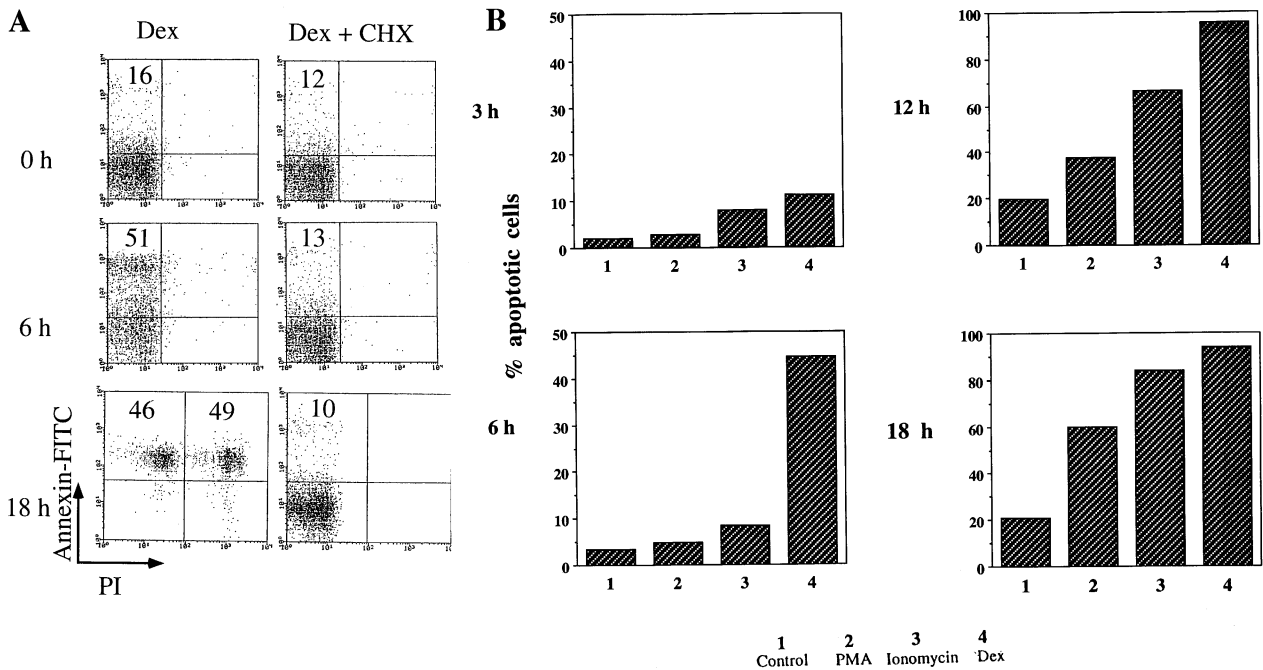 A
Dex
Dex + CHX
0 h
16
12
6 h
51
13
18 h
46
49
10
Annexin-FITC
PI
B
% apoptotic cells
3 h
50
40
30
20
10
0
1 2 3 4
12 h
100
80
60
40
20
0
1 2 3 4
6 h
50
40
30
20
10
0
1 2 3 4
18 h
100
80
60
40
20
0
1 2 3 4
1 2 3 4
Control PMA Ionomycin Dex